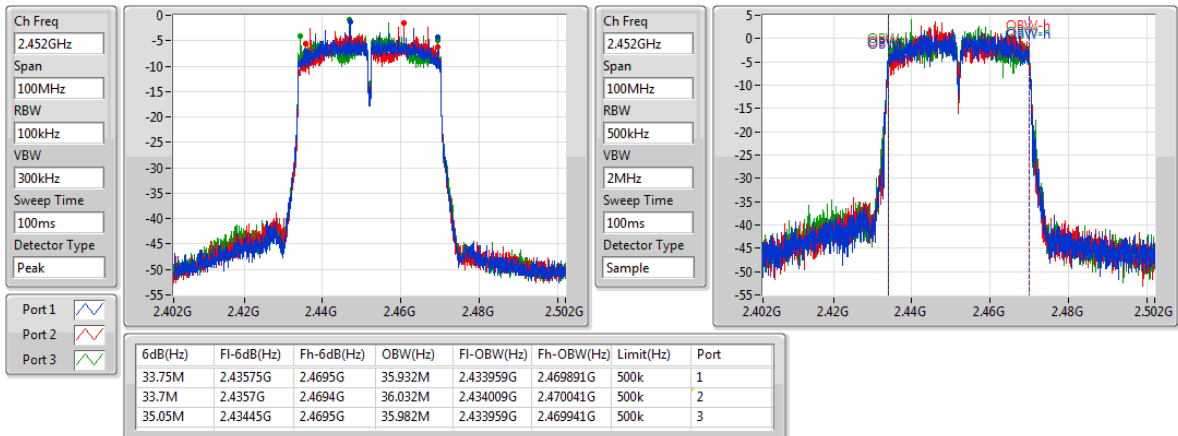 Ch Freq
2.452GHz
Span
100MHz
RBW
100kHz
VBW
300kHz
Sweep Time
100ms
Detector Type
Peak
0-
-5-
-10-
-15-
-20-
-25-
-30-
-35-
-40-
-45-
-50-
-55-
2.402G 2.42G 2.44G 2.46G 2.48G 2.502G
Ch Freq
2.452GHz
Span
100MHz
RBW
500kHz
VBW
2MHz
Sweep Time
100ms
Detector Type
Sample
5-
0-
-5-
-10-
-15-
-20-
-25-
-30-
-35-
-40-
-45-
-50-
-55-
OBW-h
OBW-h
2.402G 2.42G 2.44G 2.46G 2.48G 2.502G
Port 1
Port 2
Port 3
6dB(Hz) Fl-6dB(Hz) Fh-6dB(Hz) OBW(Hz) Fl-OBW(Hz) Fh-OBW(Hz) Limit(Hz) Port
33.75M 2.43575G 2.4695G 35.932M 2.433959G 2.469891G 500k 1
33.7M 2.4357G 2.4694G 36.032M 2.434009G 2.470041G 500k 2
35.05M 2.43445G 2.4695G 35.982M 2.433959G 2.469941G 500k 3